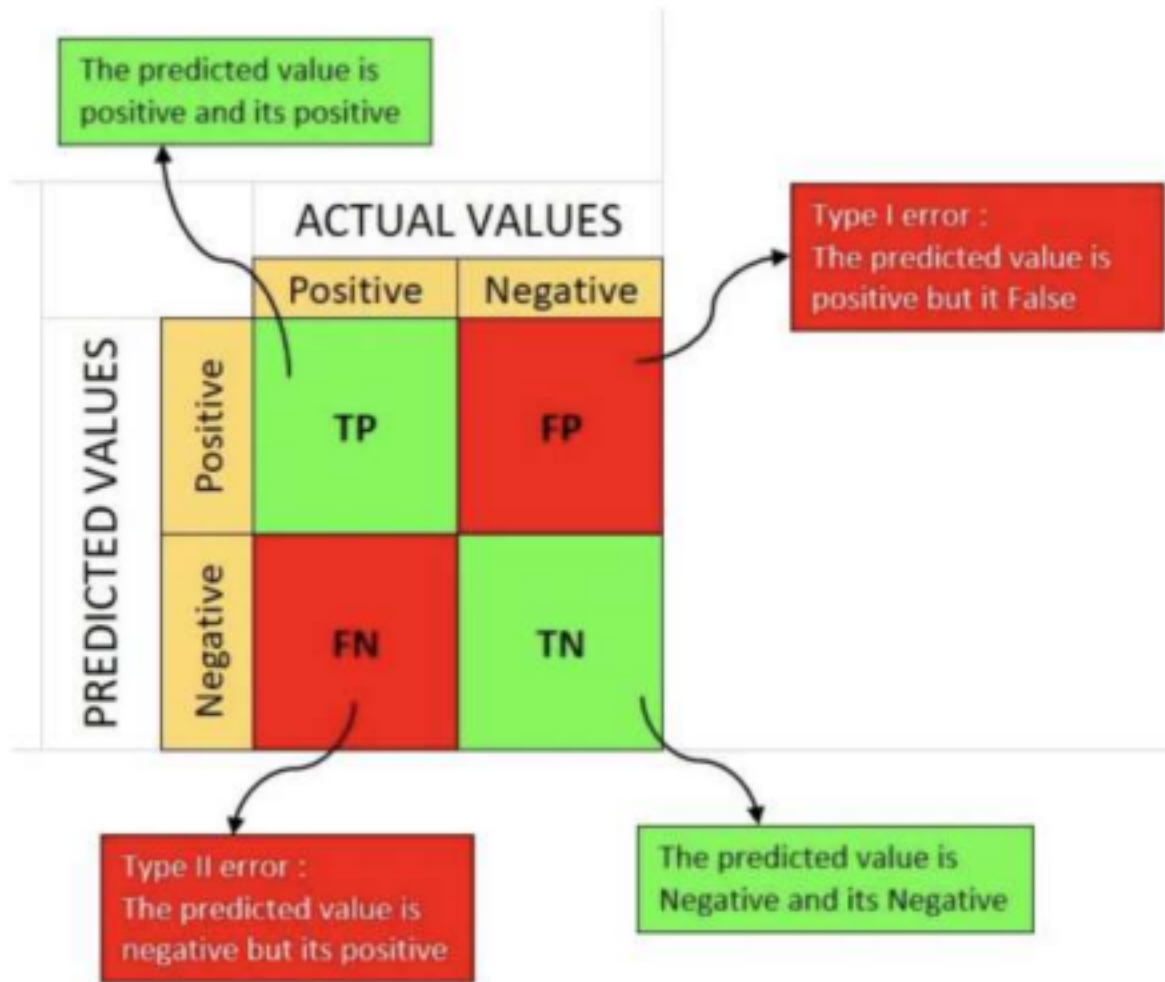 The predicted value is
positive and its positive
ACTUAL VALUES
Type I error :
The predicted value is
positive but it False
Positive
Negative
PREDICTED VALUES
Positive
TP
FP
Negative
FN
TN
Type II error :
The predicted value is
negative but its positive
The predicted value is
Negative and its Negative